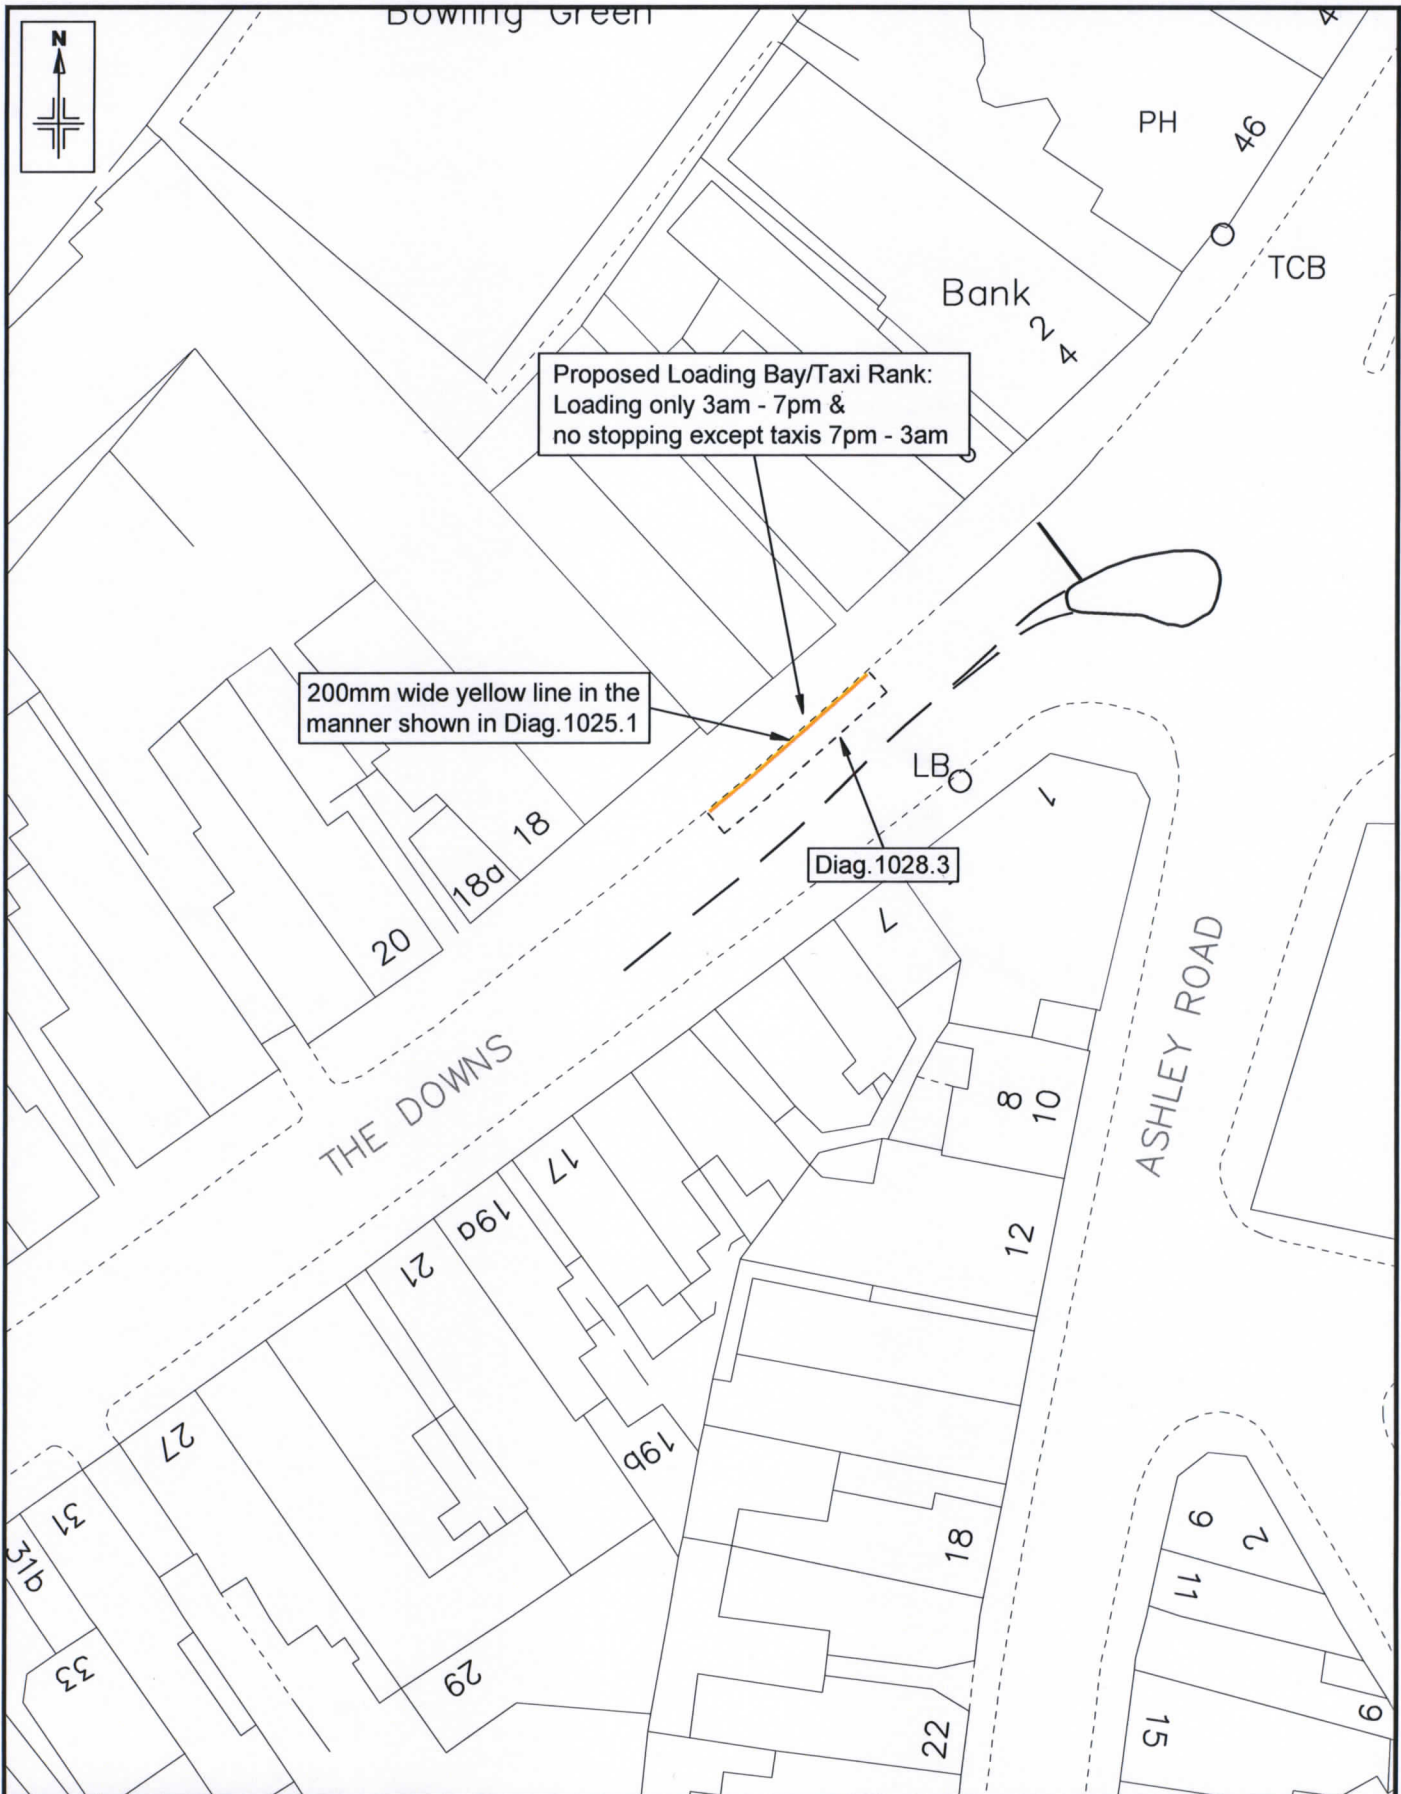 Bowling Green
N
4
PH
46
TCB
Bank
2
4
Proposed Loading Bay/Taxi Rank:
Loading only 3am - 7pm &
no stopping except taxis 7pm - 3am
200mm wide yellow line in the
manner shown in Diag.1025.1
LB
1
18
18a
Diag.1028.3
7
20
THE DOWNS
ASHLEY ROAD
8
10
17
19a
12
21
27
19b
31
31b
18
9
2
11
33
29
22
15
9